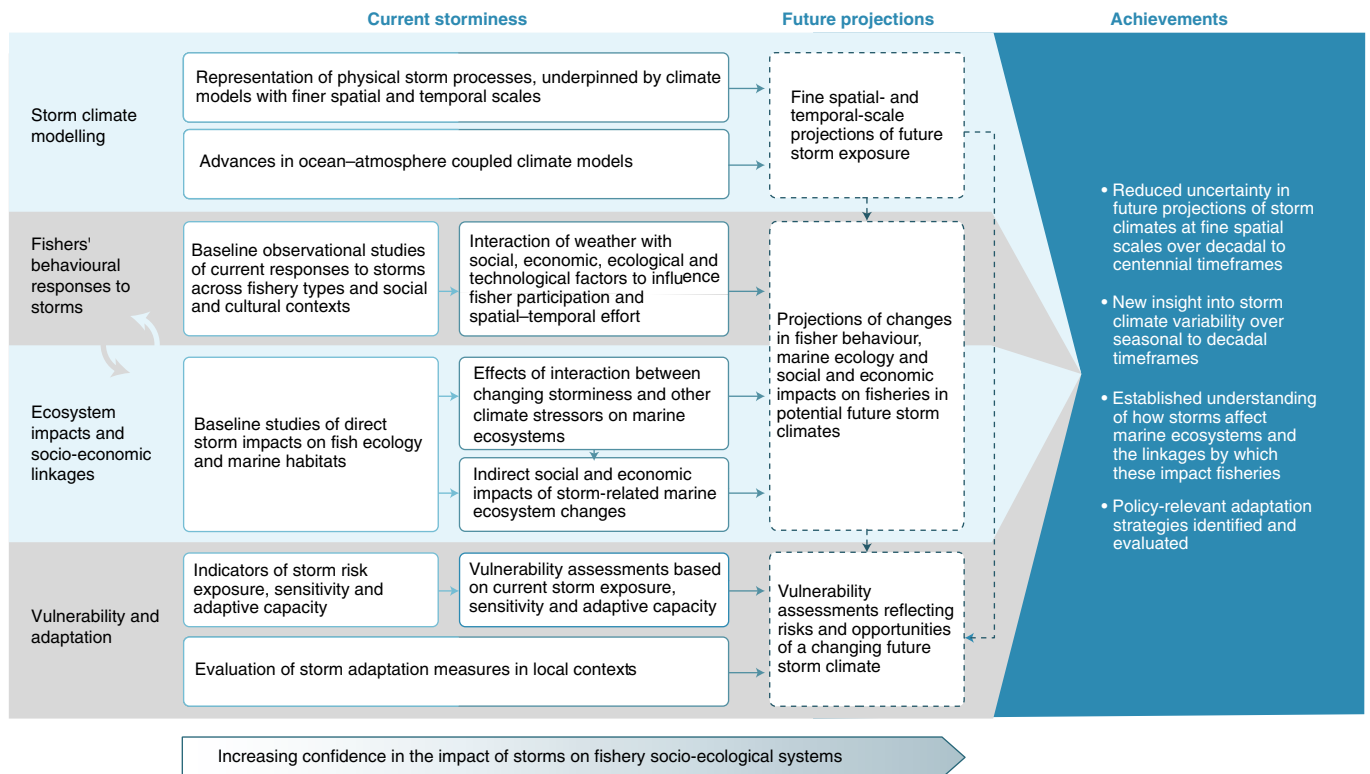 Current storminess
Future projections
Achievements
Storm climate
modelling
Representation of physical storm processes, underpinned by climate
models with finer spatial and temporal scales
Advances in ocean–atmosphere coupled climate models
Fine spatial- and
temporal-scale
projections of future
storm exposure
Fishers'
behavioural
responses to
storms
Baseline observational studies
of current responses to storms
across fishery types and social
and cultural contexts
Interaction of weather with
social, economic, ecological and
technological factors to influence
fisher participation and
spatial–temporal effort
Projections of changes
in fisher behaviour,
marine ecology and
social and economic
impacts on fisheries in
potential future storm
climates
Ecosystem
impacts and
socio-economic
linkages
Baseline studies of direct
storm impacts on fish ecology
and marine habitats
Effects of interaction between
changing storminess and other
climate stressors on marine
ecosystems
Indirect social and economic
impacts of storm-related marine
ecosystem changes
Vulnerability and
adaptation
Indicators of storm risk
exposure, sensitivity and
adaptive capacity
Vulnerability assessments based
on current storm exposure,
sensitivity and adaptive capacity
Evaluation of storm adaptation measures in local contexts
Vulnerability
assessments reflecting
risks and opportunities
of a changing future
storm climate
• Reduced uncertainty in
future projections of storm
climates at fine spatial
scales over decadal to
centennial timeframes
• New insight into storm
climate variability over
seasonal to decadal
timeframes
• Established understanding
of how storms affect
marine ecosystems and
the linkages by which
these impact fisheries
• Policy-relevant adaptation
strategies identified and
evaluated
Increasing confidence in the impact of storms on fishery socio-ecological systems